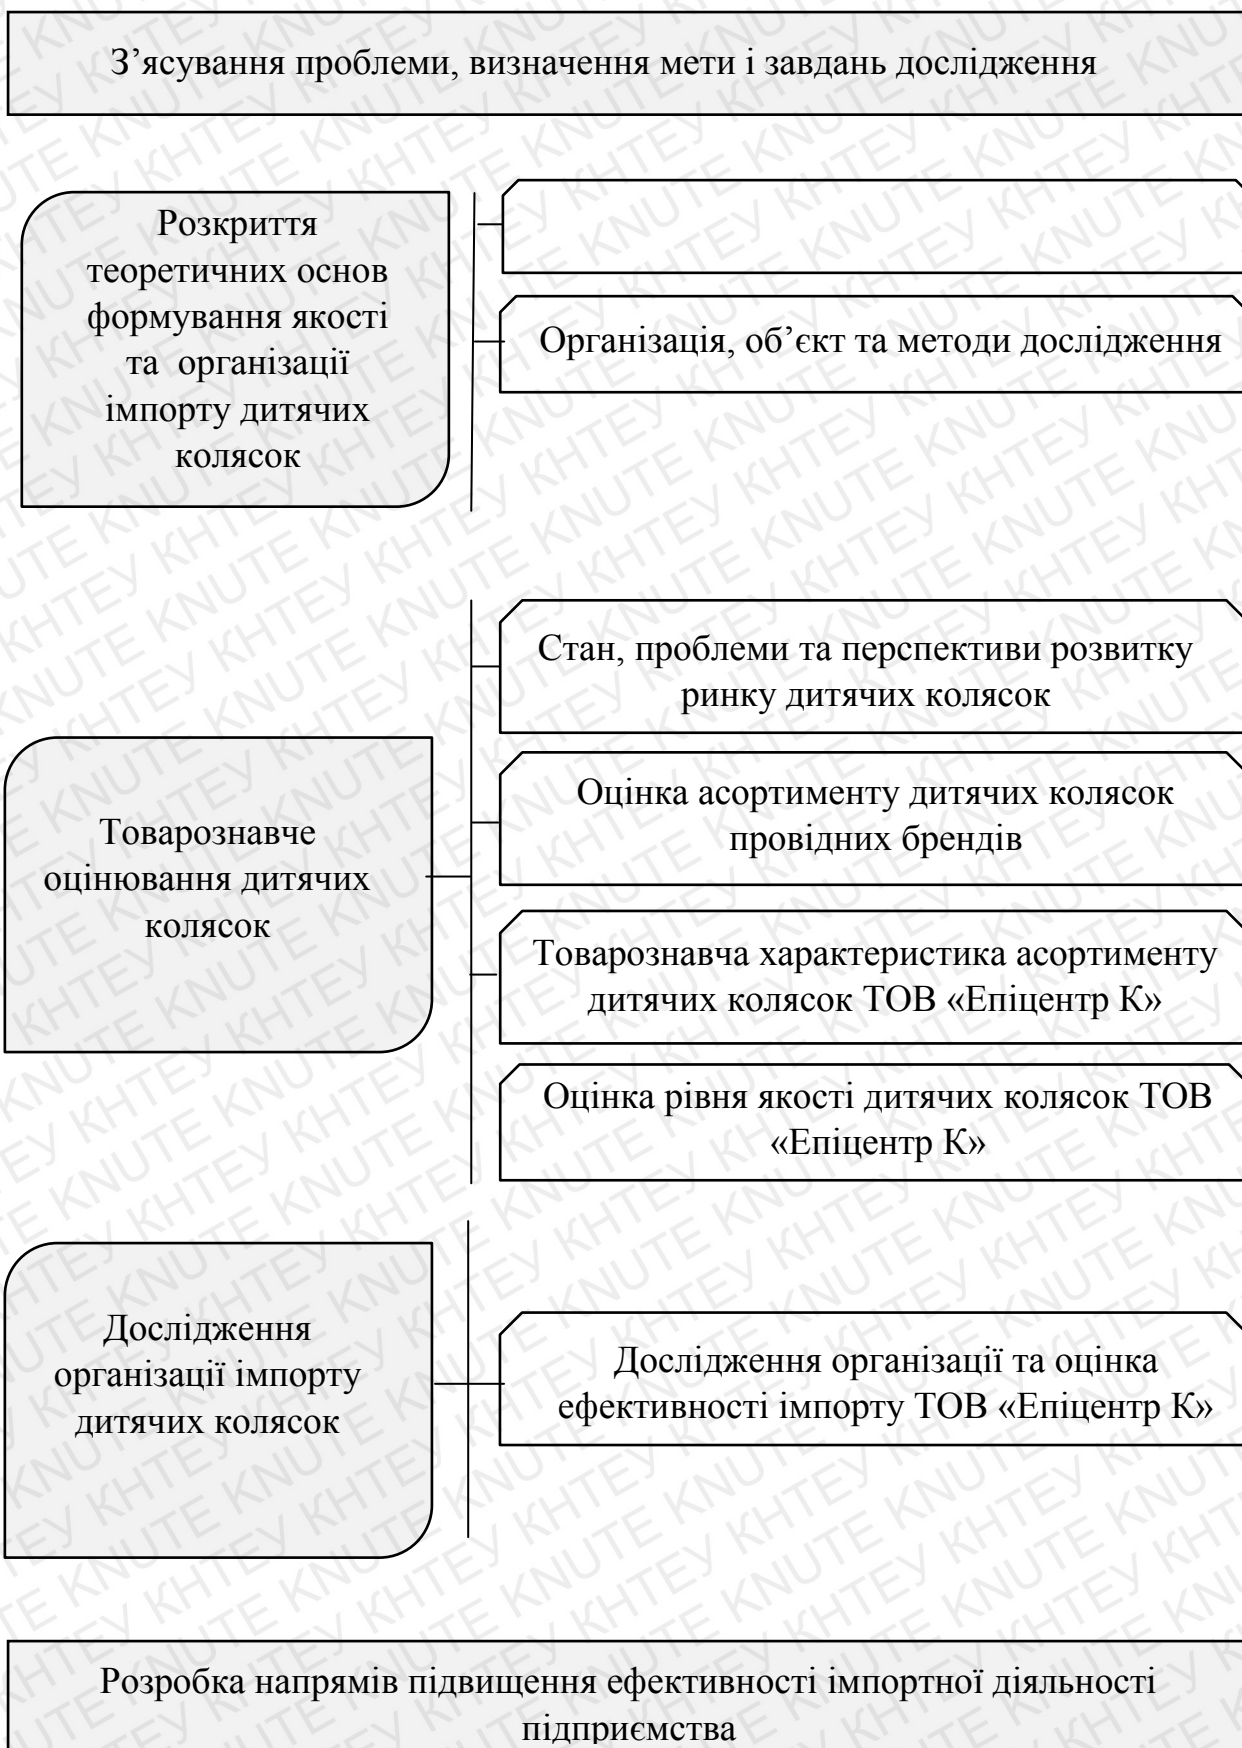 З’ясування проблеми, визначення мети і завдань дослідження
Розкриття
теоретичних основ
формування якості
та організації
імпорту дитячих
колясок
Організація, об’єкт та методи дослідження
Стан, проблеми та перспективи розвитку
ринку дитячих колясок
Товарознавче
оцінювання дитячих
колясок
Оцінка асортименту дитячих колясок
провідних брендів
Товарознавча характеристика асортименту
дитячих колясок ТОВ «Епіцентр К»
Оцінка рівня якості дитячих колясок ТОВ
«Епіцентр К»
Дослідження
організації імпорту
дитячих колясок
Дослідження організації та оцінка
ефективності імпорту ТОВ «Епіцентр К»
Розробка напрямів підвищення ефективності імпортної діяльності
підприємства